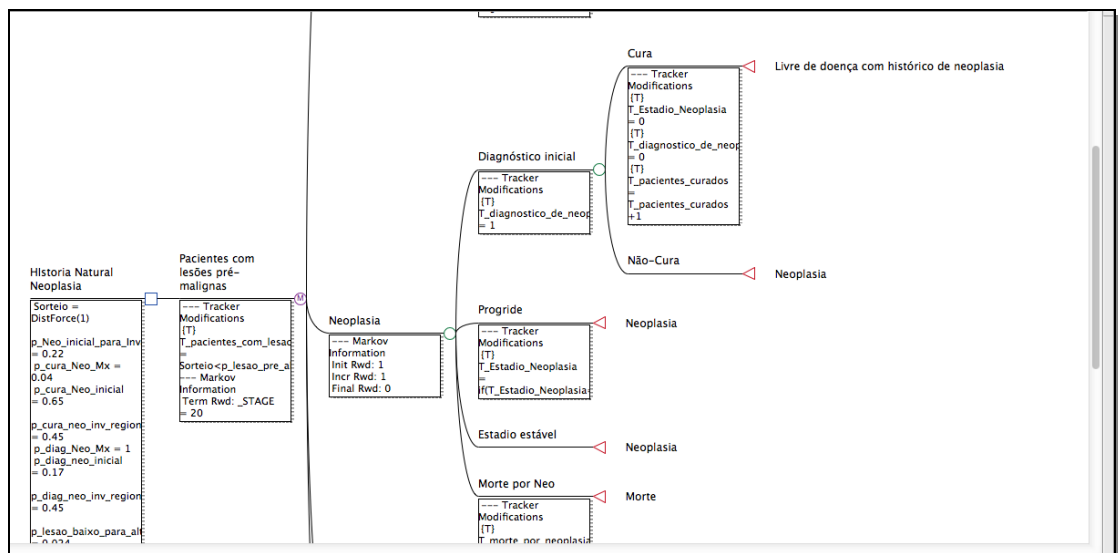 Cura
Livre de doença com histórico de neoplasia
--- Tracker
Modifications
{T}
T_Estadio_Neoplasia
= 0
{T}
T_diagnostico_de_neop
= 0
{T}
T_pacientes_curados
=
T_pacientes_curados
+1
Diagnóstico inicial
--- Tracker
Modifications
{T}
T_diagnostico_de_neop
= 1
Não-Cura
Neoplasia
HIstoria Natural
Neoplasia
Sorteio =
DistForce(1)
p_Neo_inicial_para_Inv
= 0.22
p_cura_Neo_Mx =
0.04
p_cura_Neo_inicial
= 0.65
p_cura_neo_inv_region
= 0.45
p_diag_Neo_Mx = 1
p_diag_neo_inicial
= 0.17
p_diag_neo_inv_region
= 0.45
p_lesao_baixo_para_alt
= 0.024
Pacientes com
lesões pré-
malignas
--- Tracker
Modifications
{T}
T_pacientes_com_lesao
=
Sorteio<p_lesao_pre_a
--- Markov
Information
Term Rwd: _STAGE
= 20
M
Neoplasia
--- Markov
Information
Init Rwd: 1
Incr Rwd: 1
Final Rwd: 0
Progride
Neoplasia
--- Tracker
Modifications
{T}
T_Estadio_Neoplasia
=
if(T_Estadio_Neoplasia=
Estadio estável
Neoplasia
Morte por Neo
Morte
--- Tracker
Modifications
{T}
T_morte_por_neoplasia